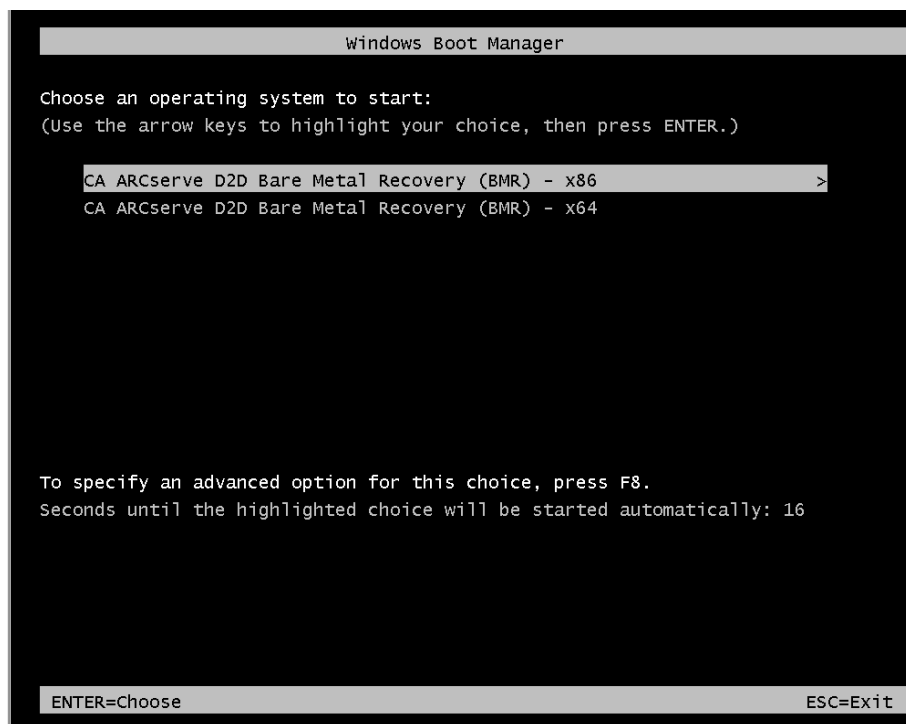 Windows Boot Manager
Choose an operating system to start:
(Use the arrow keys to highlight your choice, then press ENTER.)
CA ARCserve D2D Bare Metal Recovery (BMR) - x86 >
CA ARCserve D2D Bare Metal Recovery (BMR) - x64
To specify an advanced option for this choice, press F8.
Seconds until the highlighted choice will be started automatically: 16
ENTER=Choose ESC=Exit